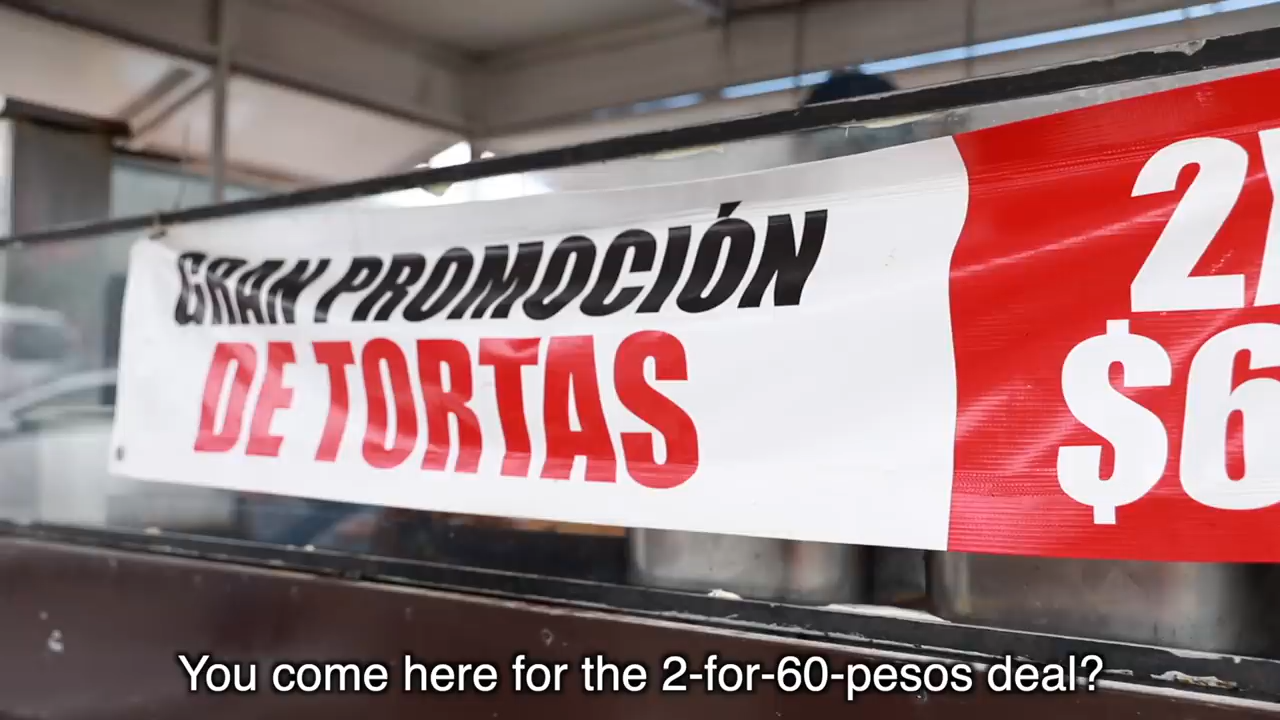 GRAN PROMOCIÓN
DE TORTAS
2
$6
You come here for the 2-for-60-pesos deal?